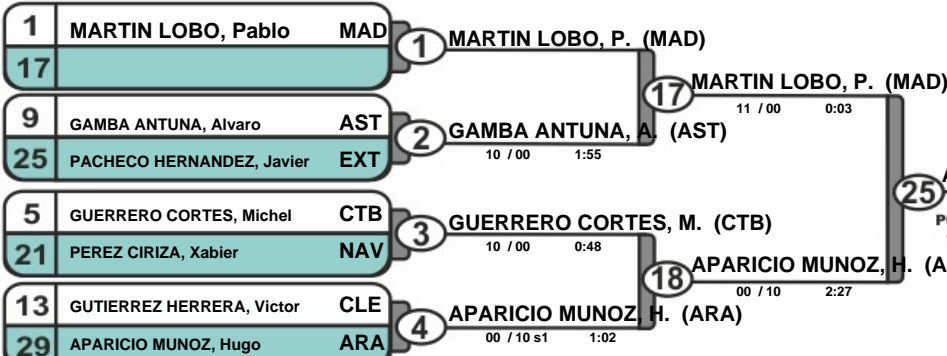 1 MARTIN LOBO, Pablo MAD
17
1 MARTIN LOBO, P. (MAD)
9 GAMBA ANTUNA, Alvaro AST
25 PACHECO HERNANDEZ, Javier EXT
2 GAMBA ANTUNA, A. (AST)
10 / 00 1:55
17 MARTIN LOBO, P. (MAD)
11 / 00 0:03
5 GUERRERO CORTES, Michel CTB
21 PEREZ CIRIZA, Xabier NAV
3 GUERRERO CORTES, M. (CTB)
10 / 00 0:48
13 GUTIERREZ HERRERA, Victor CLE
29 APARICIO MUNOZ, Hugo ARA
4 APARICIO MUNOZ, H. (ARA)
00 / 10 s1 1:02
18 APARICIO MUNOZ, H. (A
00 / 10 2:27
25